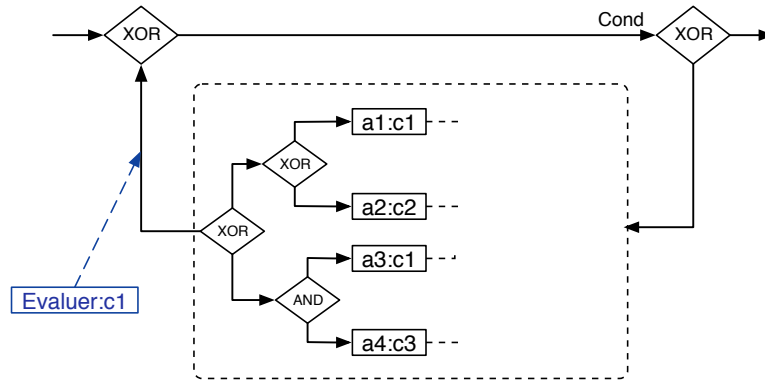 XOR
Cond
XOR
XOR
a1:c1
a2:c2
XOR
AND
a3:c1
a4:c3
Evaluer:c1